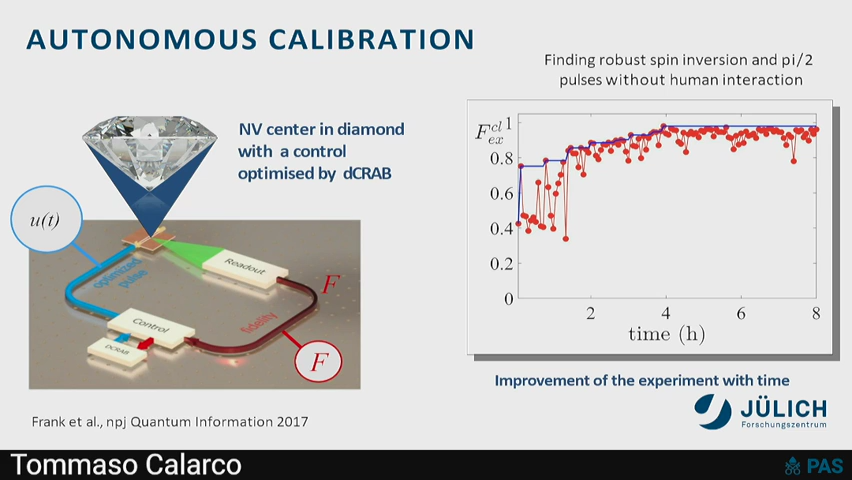 AUTONOMOUS CALIBRATION
Finding robust spin inversion and pi/2
pulses without human interaction
NV center in diamond
with a control
optimised by dCRAB
u(t)
optimized
pulse
Readout
F
Control
fidelity
DCRAB
F
F_{ex}^{cl}
1
0.8
0.6
0.4
0.2
0
2
4
6
8
time (h)
Improvement of the experiment with time
JÜLICH
Forschungszentrum
Frank et al., npj Quantum Information 2017
Tommaso Calarco
PAS